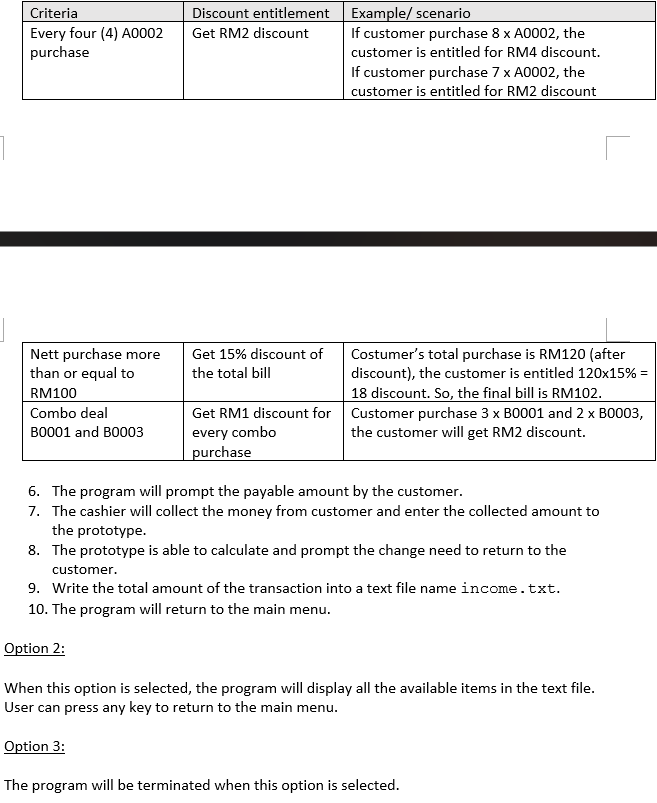 Criteria Discount entitlement Example/ scenario
Every four (4) A0002 Get RM2 discount If customer purchase 8 x A0002, the
purchase customer is entitled for RM4 discount.
If customer purchase 7 x A0002, the
customer is entitled for RM2 discount
Nett purchase more Get 15% discount of Costumer's total purchase is RM120 (after
than or equal to the total bill discount), the customer is entitled 120x15% =
RM100 18 discount. So, the final bill is RM102.
Combo deal Get RM1 discount for Customer purchase 3 x B0001 and 2 x B0003,
B0001 and B0003 every combo the customer will get RM2 discount.
purchase
6. The program will prompt the payable amount by the customer.
7. The cashier will collect the money from customer and enter the collected amount to
the prototype.
8. The prototype is able to calculate and prompt the change need to return to the
customer.
9. Write the total amount of the transaction into a text file name income.txt.
10. The program will return to the main menu.
Option 2:
When this option is selected, the program will display all the available items in the text file.
User can press any key to return to the main menu.
Option 3:
The program will be terminated when this option is selected.